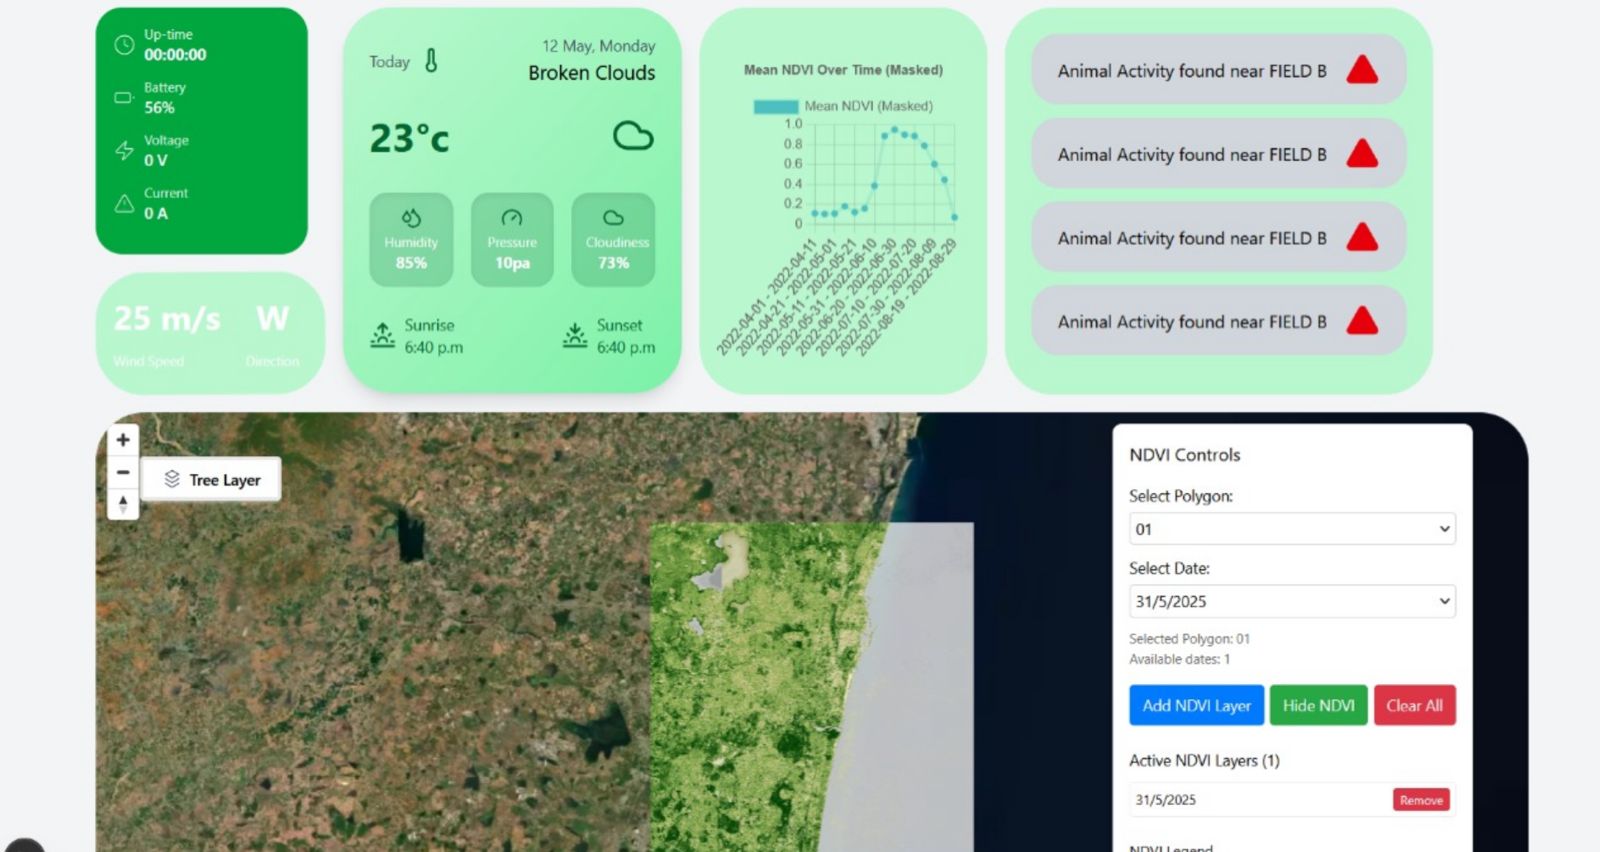 Up-time
00:00:00
Battery
56%
Voltage
0 V
Current
0 A
25 m/s W
Wind Speed Direction
Today
12 May, Monday
Broken Clouds
23°c
Humidity
85%
Pressure
10pa
Cloudiness
73%
Sunrise
6:40 p.m
Sunset
6:40 p.m
Mean NDVI Over Time (Masked)
Mean NDVI (Masked)
1.0
0.8
0.6
0.4
0.2
0
2022-04-01 - 2022-04-11
2022-04-21 - 2022-05-01
2022-05-11 - 2022-05-21
2022-05-31 - 2022-06-10
2022-06-20 - 2022-06-30
2022-07-10 - 2022-07-20
2022-07-30 - 2022-08-09
2022-08-19 - 2022-08-29
Animal Activity found near FIELD B
Animal Activity found near FIELD B
Animal Activity found near FIELD B
Animal Activity found near FIELD B
Tree Layer
NDVI Controls
Select Polygon:
01
Select Date:
31/5/2025
Selected Polygon: 01
Available dates: 1
Add NDVI Layer Hide NDVI Clear All
Active NDVI Layers (1)
31/5/2025 Remove
NDVI Legend